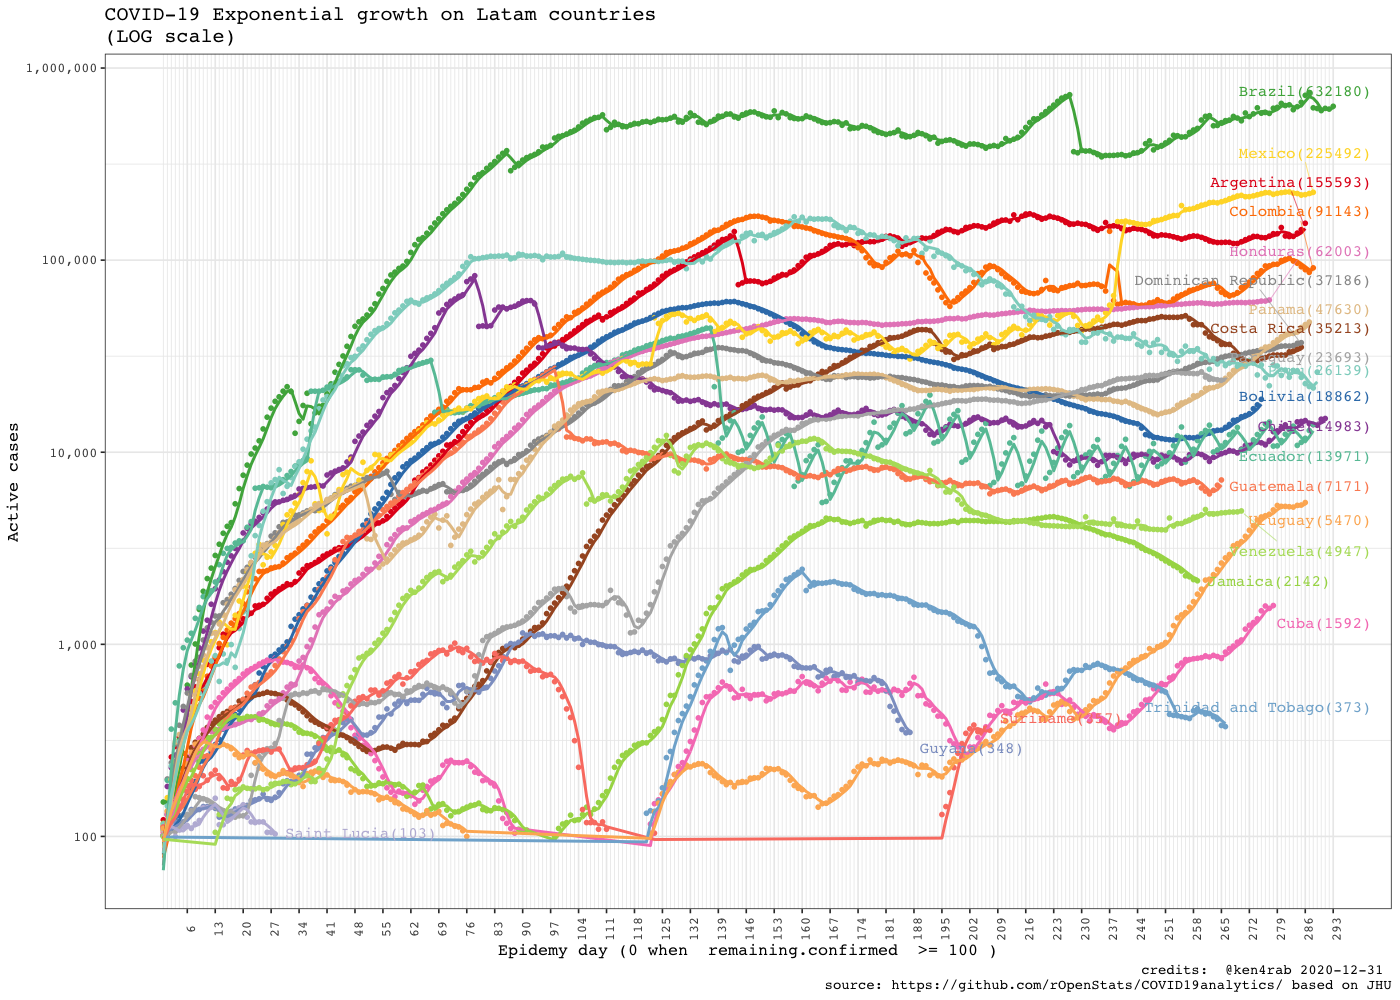 COVID-19 Exponential growth on Latam countries
(LOG scale)
1,000,000
100,000
10,000
1,000
100
Active cases
Brazil(632180)
Mexico(225492)
Argentina(155593)
Colombia(91143)
Honduras(62003)
Dominican Republic(37186)
Panama(47630)
Costa Rica(35213)
(23693)
(26139)
Bolivia(18862)
Chile(14983)
Ecuador(13971)
Guatemala(7171)
Uruguay(5470)
Venezuela(4947)
Jamaica(2142)
Cuba(1592)
Trinidad and Tobago(373)
Suriname(357)
Guyana(348)
Saint Lucia(103)
6 13 20 27 34 41 48 55 62 69 76 83 90 97 104 111 118 125 132 139 146 153 160 167 174 181 188 195 202 209 216 223 230 237 244 251 258 265 272 279 286 293
Epidemy day (0 when  remaining.confirmed  >= 100 )
credits:  @ken4rab 2020-12-31
source: https://github.com/rOpenStats/COVID19analytics/ based on JHU